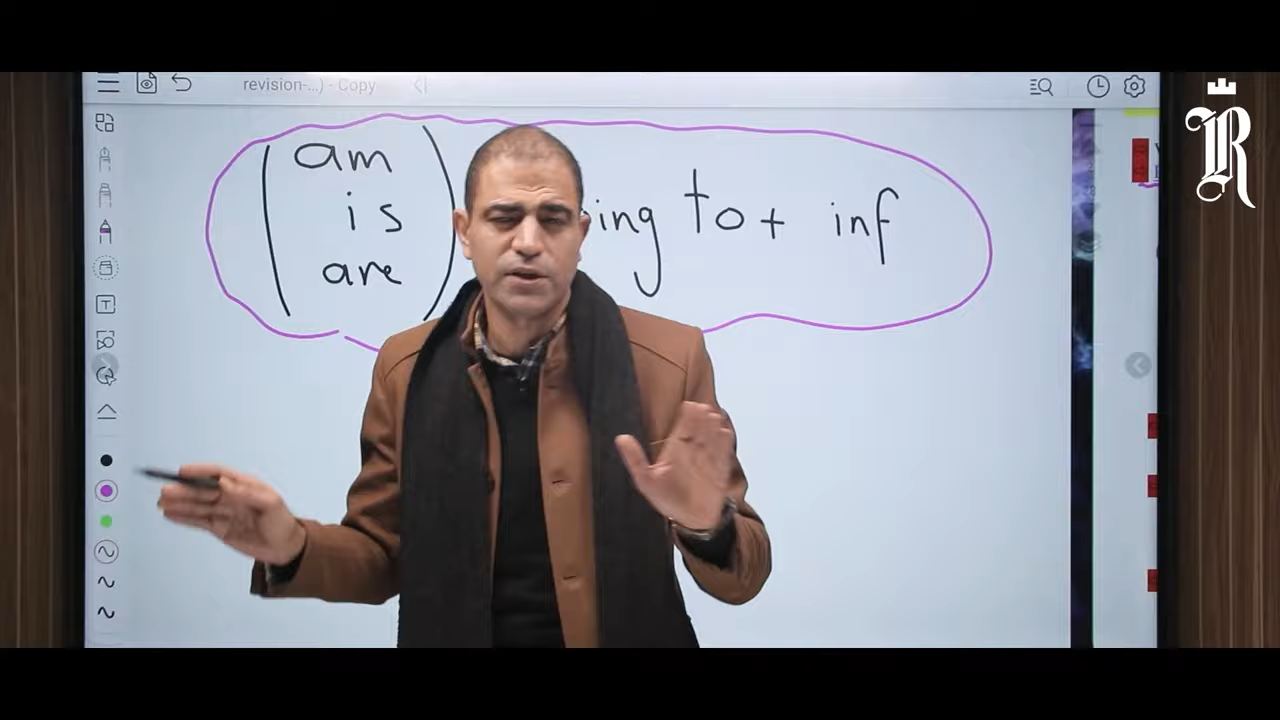 revision-...) - Copy
am
is
are
ing to + inf
T
R